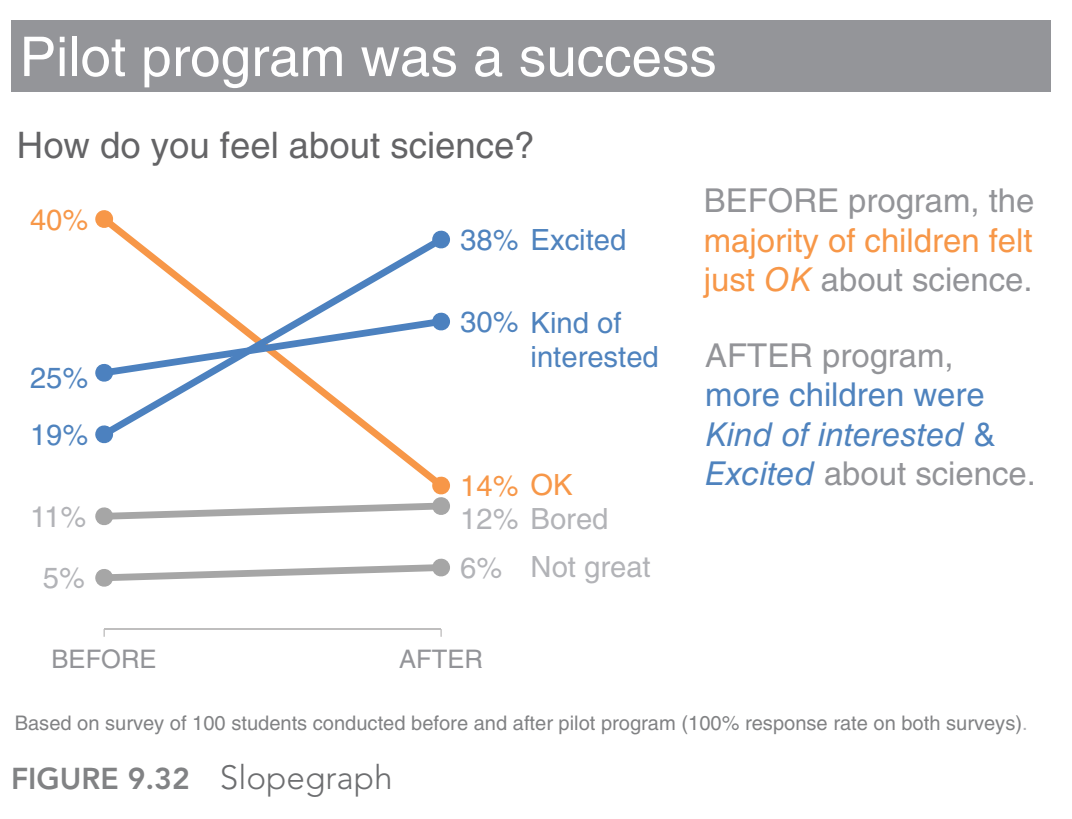 Pilot program was a success
How do you feel about science?
40%
25%
19%
11%
5%
38% Excited
30% Kind of
interested
14% OK
12% Bored
6% Not great
BEFORE
AFTER
BEFORE program, the
majority of children felt
just OK about science.
AFTER program,
more children were
Kind of interested &
Excited about science.
Based on survey of 100 students conducted before and after pilot program (100% response rate on both surveys).
FIGURE 9.32 Slopegraph